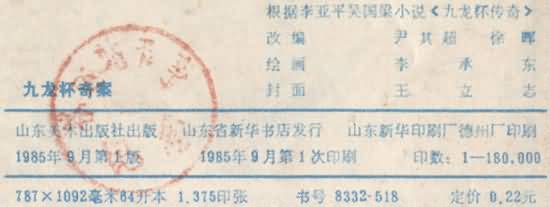 根据李亚平吴国梁小说《九龙杯传奇》
改编 尹其超 徐晖
绘画 李承东
九龙杯奇案
封面 王立志
山东美术出版社出版 山东省新华书店发行 山东新华印刷厂德州厂印刷
1985年9月第1版 1985年9月第1次印刷 印数:1—180,000
787×1092毫米64开本 1.375印张 书号 8332·518 定价 0.22元